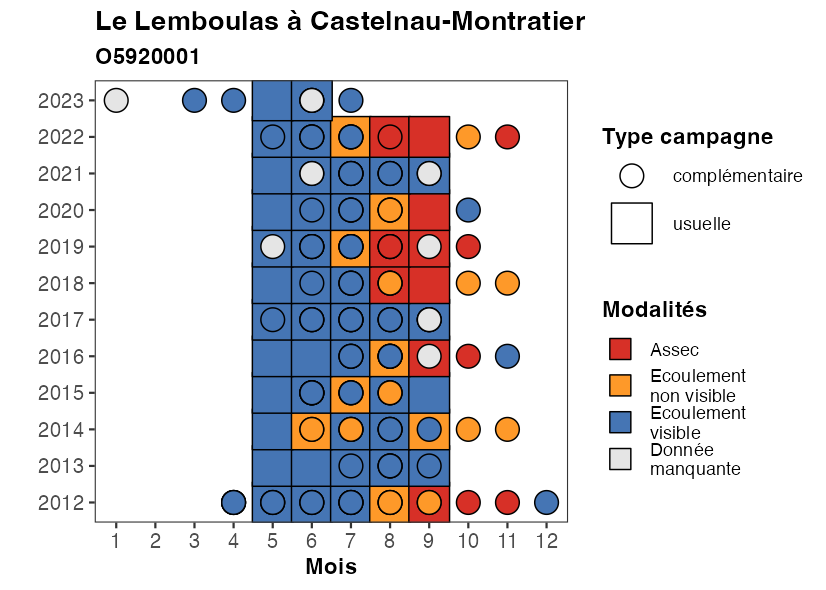 Le Lemboulas à Castelnau-Montratier
O5920001
2023
2022
2021
2020
2019
2018
2017
2016
2015
2014
2013
2012
1 2 3 4 5 6 7 8 9 10 11 12
Mois
Type campagne
complémentaire
usuelle
Modalités
Assec
Ecoulement
non visible
Ecoulement
visible
Donnée
manquante